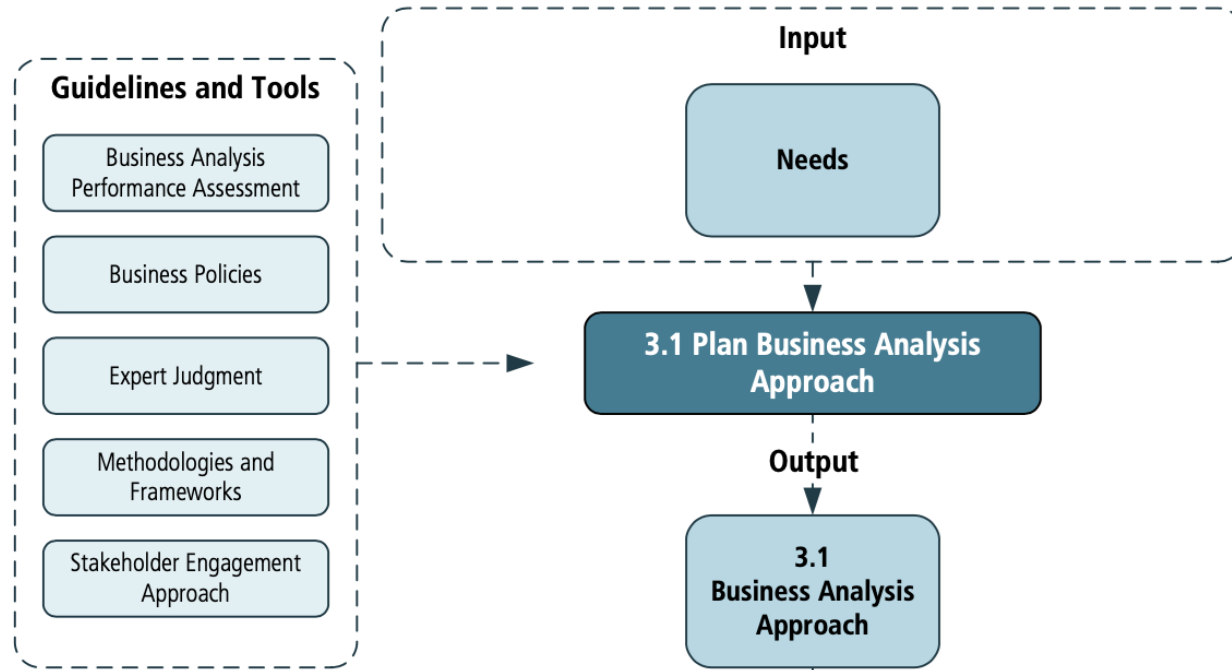 Guidelines and Tools
Business Analysis
Performance Assessment
Business Policies
Expert Judgment
Methodologies and
Frameworks
Stakeholder Engagement
Approach
Input
Needs
3.1 Plan Business Analysis
Approach
Output
3.1
Business Analysis
Approach